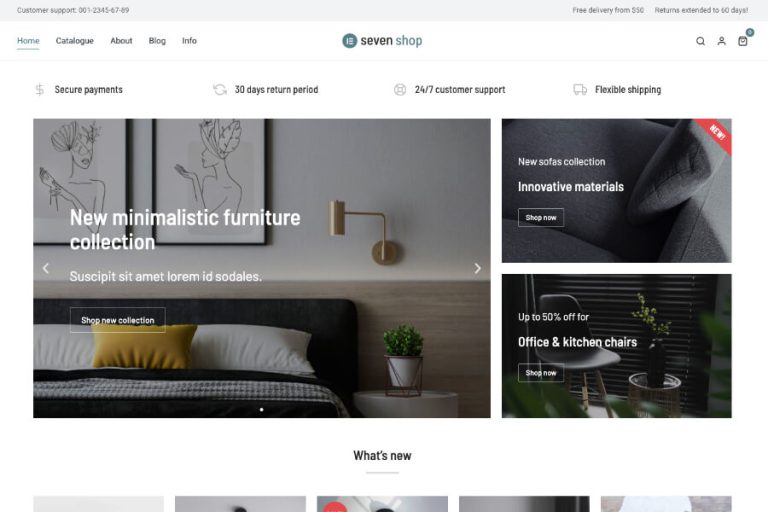 Customer support: 001-2345-67-89
Free delivery from $50
Returns extended to 60 days!
Home
Catalogue
About
Blog
Info
seven shop
0
Secure payments
30 days return period
24/7 customer support
Flexible shipping
New minimalistic furniture
collection
Suscipit sit amet lorem id sodales.
Shop new collection
NEW!
New sofas collection
Innovative materials
Shop now
Up to 50% off for
Office & kitchen chairs
Shop now
What's new